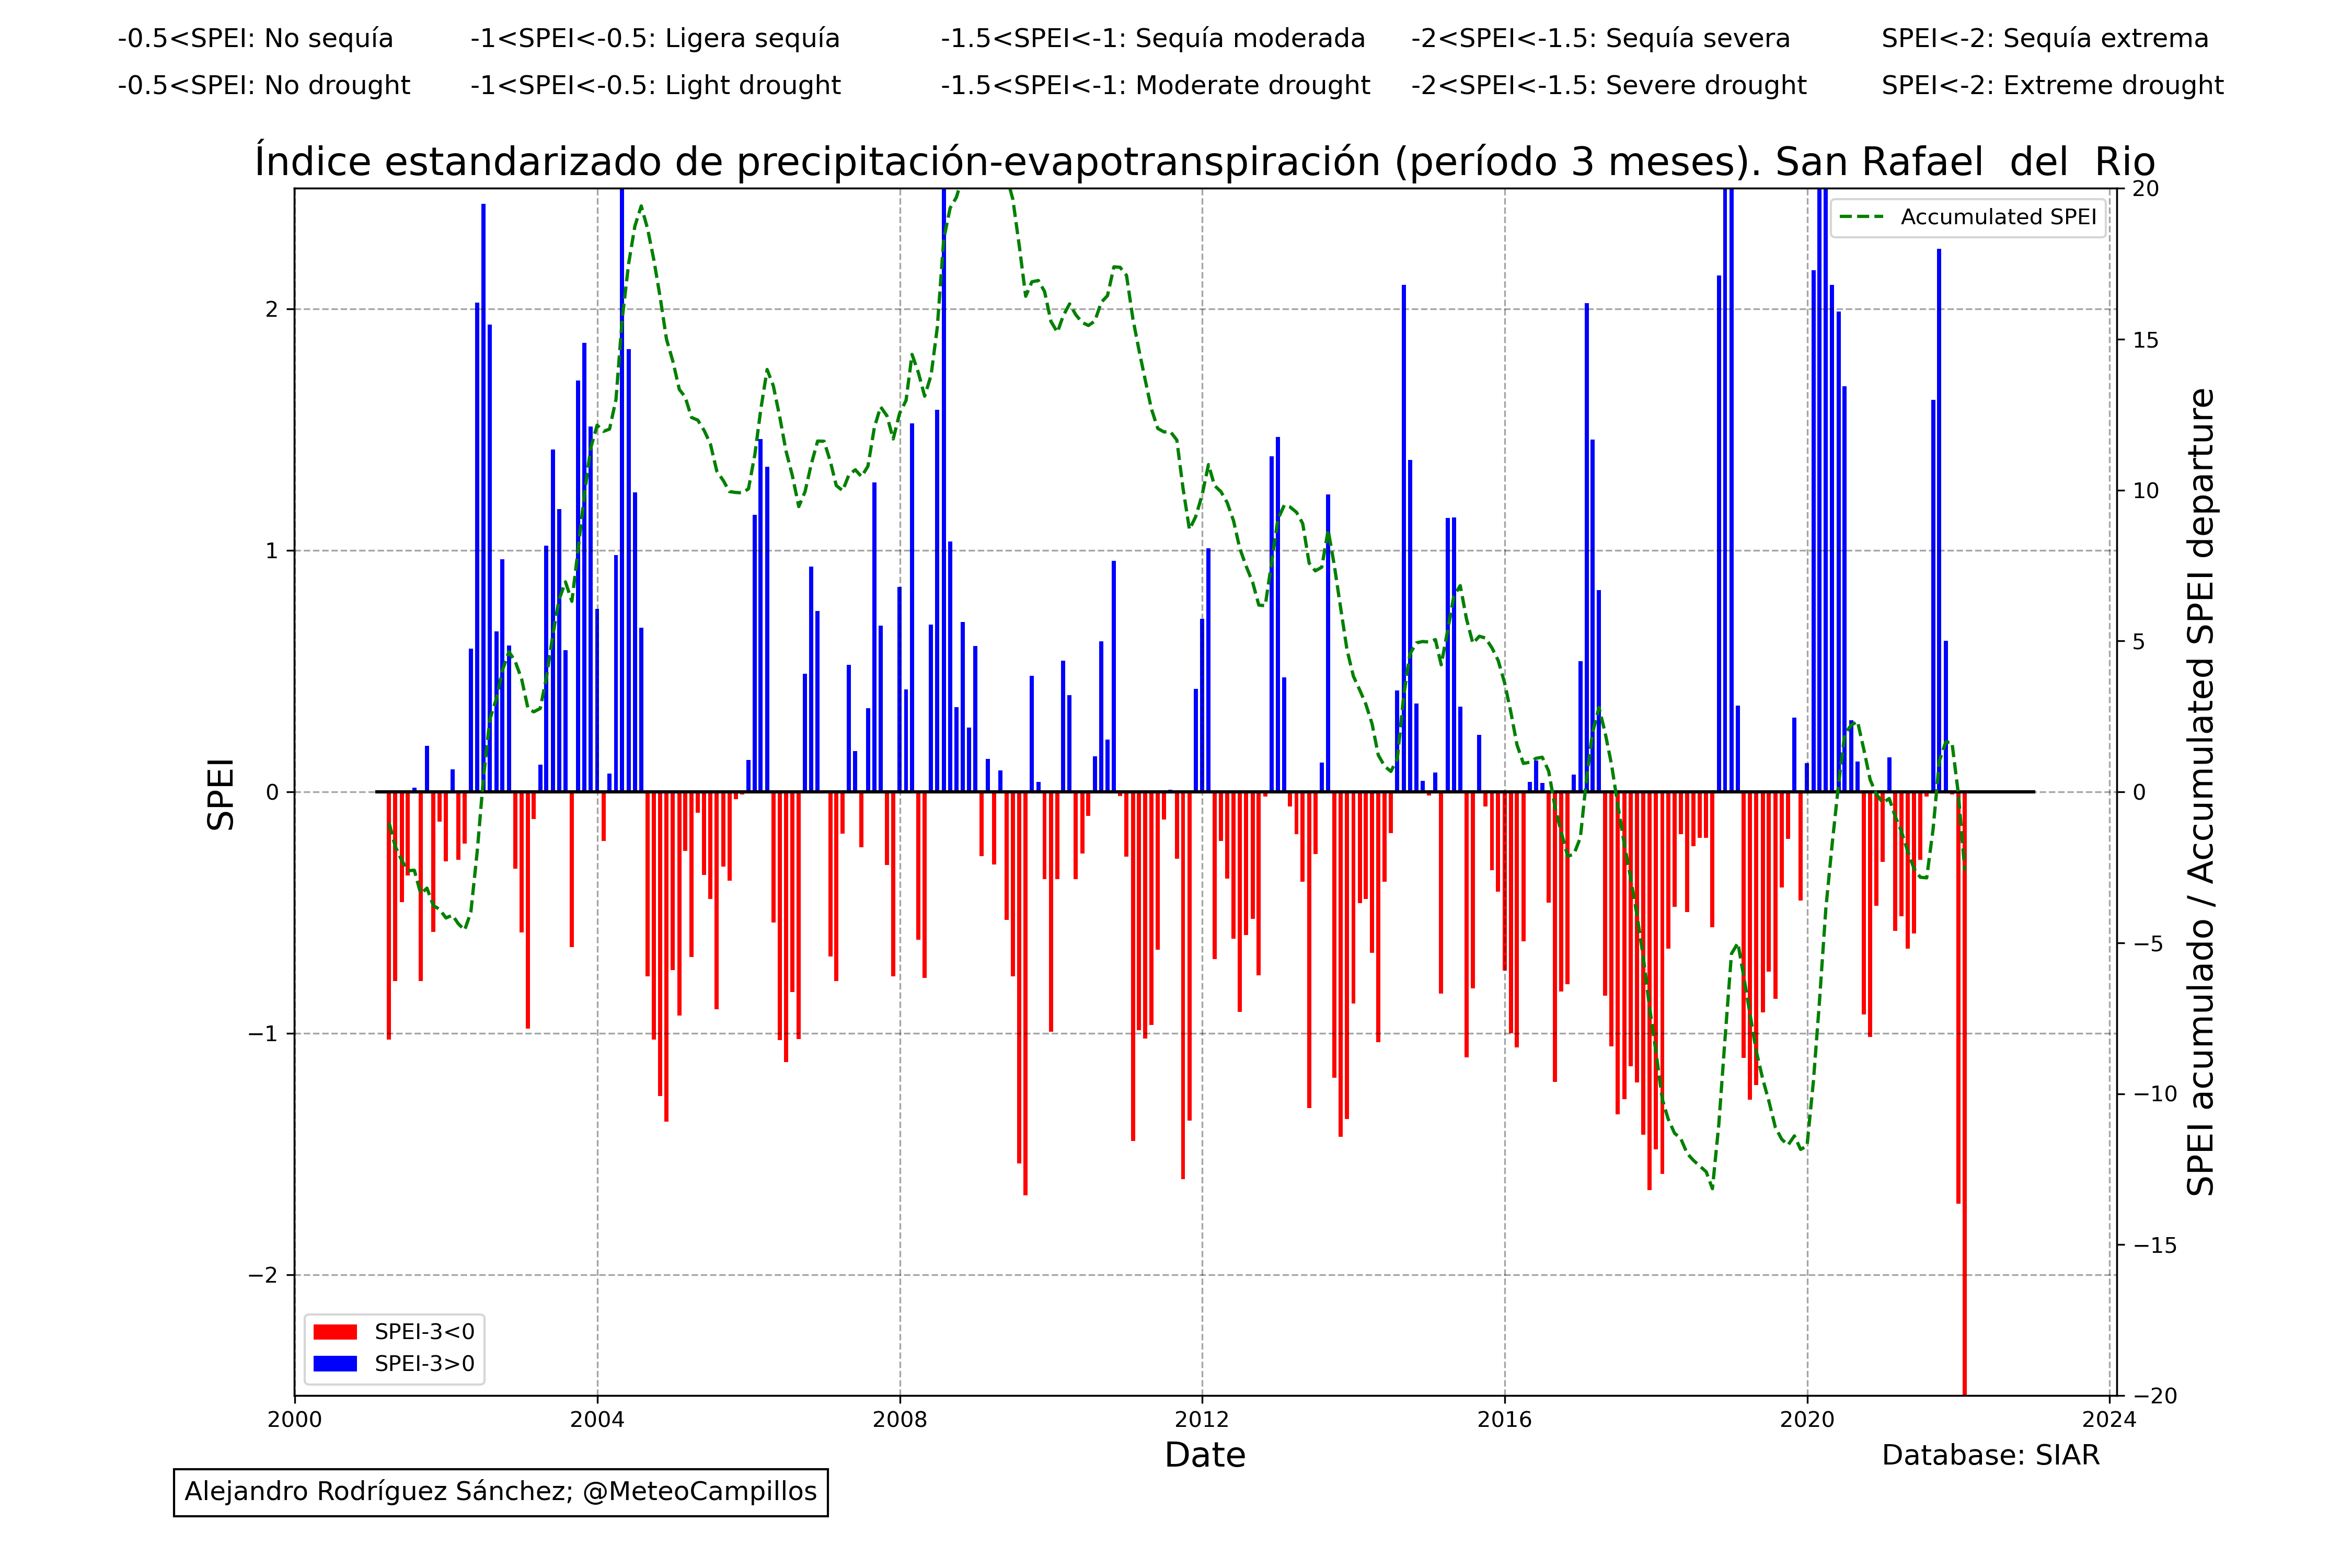 -0.5<SPEI: No sequía -1<SPEI<-0.5: Ligera sequía -1.5<SPEI<-1: Sequía moderada -2<SPEI<-1.5: Sequía severa SPEI<-2: Sequía extrema
-0.5<SPEI: No drought -1<SPEI<-0.5: Light drought -1.5<SPEI<-1: Moderate drought -2<SPEI<-1.5: Severe drought SPEI<-2: Extreme drought
Índice estandarizado de precipitación-evapotranspiración (período 3 meses). San Rafael del Rio
Accumulated SPEI
SPEI
2
1
0
−1
−2
20
15
10
5
0
−5
−10
−15
−20
SPEI acumulado / Accumulated SPEI departure
SPEI-3<0
SPEI-3>0
2000 2004 2008 2012 2016 2020 2024
Date
Database: SIAR
Alejandro Rodríguez Sánchez; @MeteoCampillos